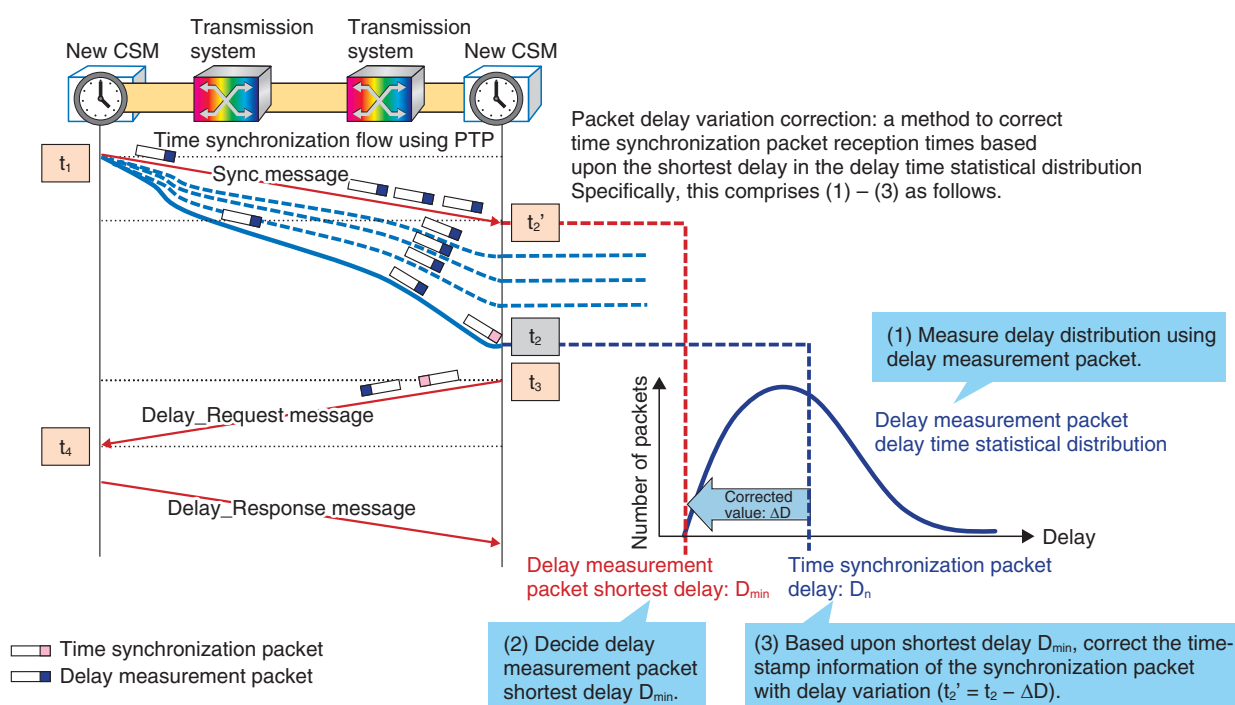 New CSM
Transmission
system
Transmission
system
New CSM
Time synchronization flow using PTP
Packet delay variation correction: a method to correct
time synchronization packet reception times based
upon the shortest delay in the delay time statistical distribution
Specifically, this comprises (1) – (3) as follows.
t1
Sync message
t2'
t2
(1) Measure delay distribution using
delay measurement packet.
t3
Delay_Request message
Delay measurement packet
delay time statistical distribution
t4
Number of packets
Corrected
value: ΔD
Delay_Response message
Delay
Delay measurement
packet shortest delay: Dmin
Time synchronization packet
delay: Dn
(2) Decide delay
measurement packet
shortest delay Dmin.
(3) Based upon shortest delay Dmin, correct the time-
stamp information of the synchronization packet
with delay variation (t2' = t2 – ΔD).
Time synchronization packet
Delay measurement packet